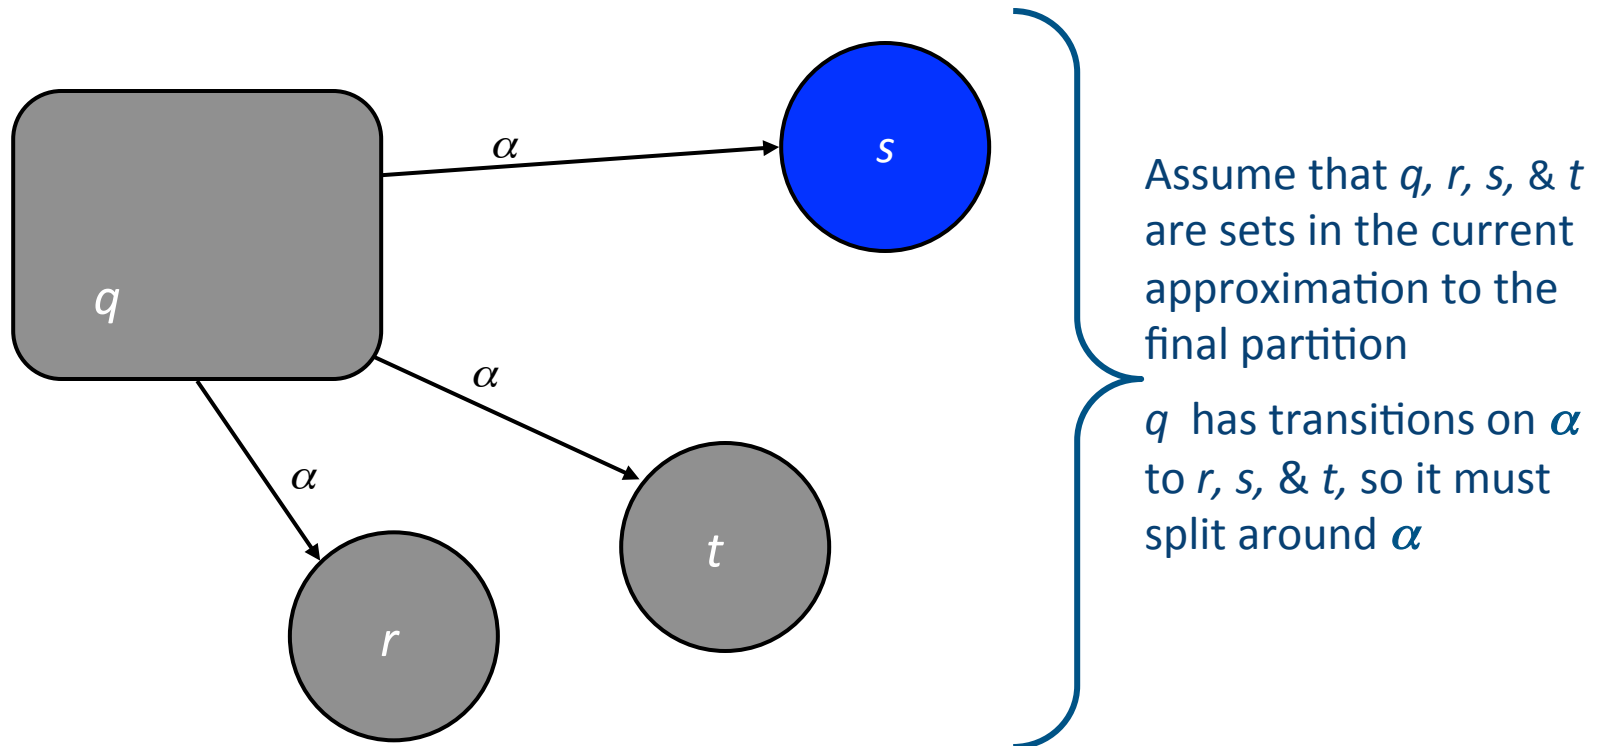 α
s
q
α
α
t
r
Assume that q, r, s, & t
are sets in the current
approximation to the
final partition
q has transitions on α
to r, s, & t, so it must
split around α